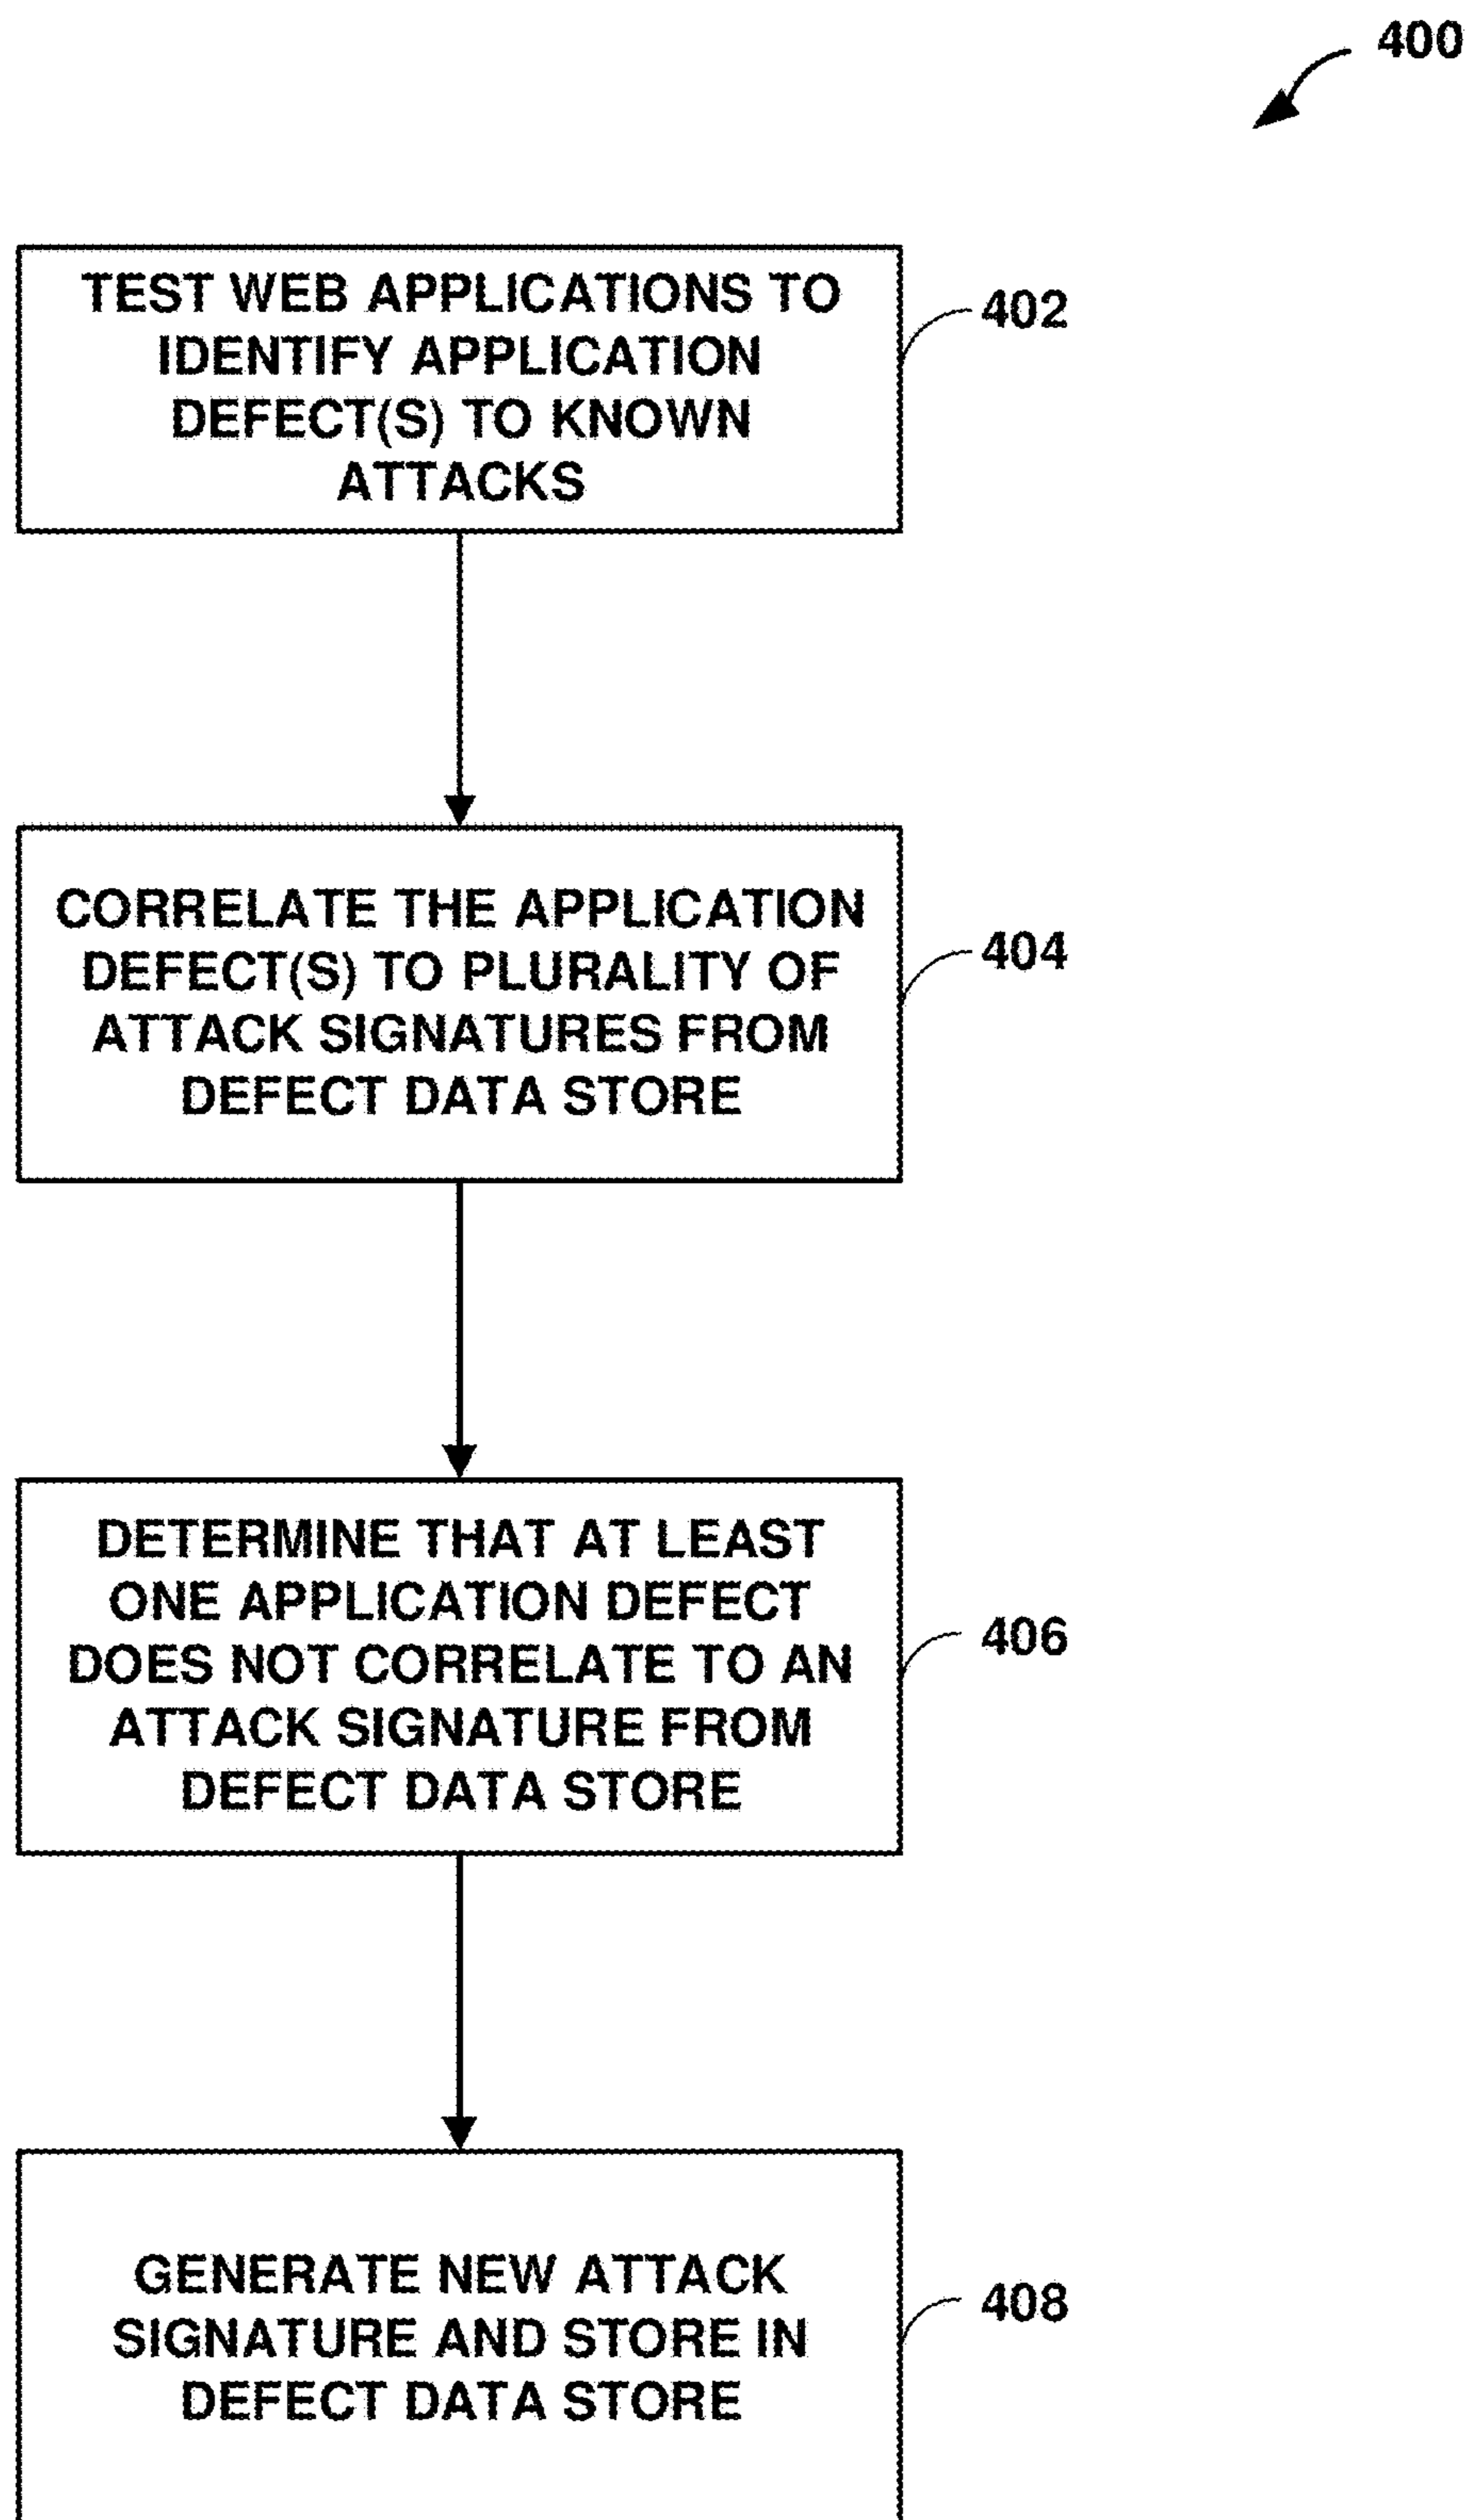 400
TEST WEB APPLICATIONS TO
IDENTIFY APPLICATION
DEFECT(S) TO KNOWN
ATTACKS
402
CORRELATE THE APPLICATION
DEFECT(S) TO PLURALITY OF
ATTACK SIGNATURES FROM
DEFECT DATA STORE
404
DETERMINE THAT AT LEAST
ONE APPLICATION DEFECT
DOES NOT CORRELATE TO AN
ATTACK SIGNATURE FROM
DEFECT DATA STORE
406
GENERATE NEW ATTACK
SIGNATURE AND STORE IN
DEFECT DATA STORE
408